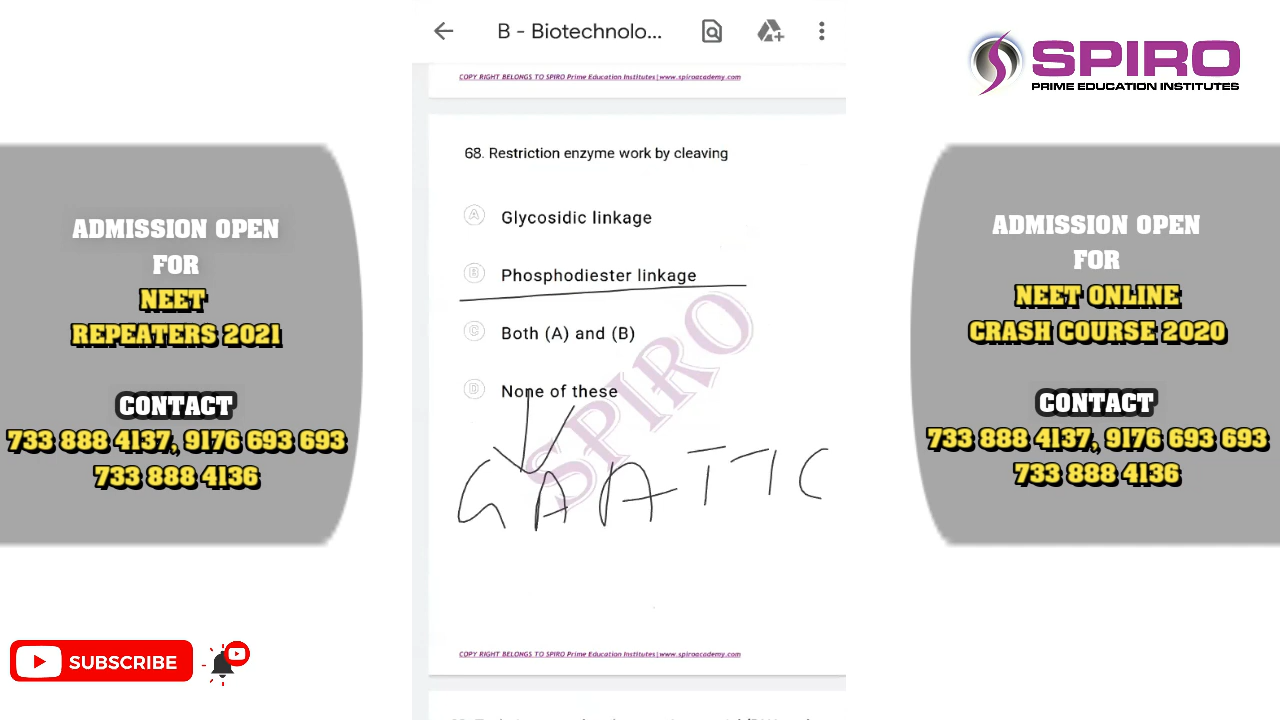 B - Biotechnolo...
SPIRO
PRIME EDUCATION INSTITUTES
COPY RIGHT BELONGS TO SPIRO Prime Education Institutes|www.spiroacademy.com
68. Restriction enzyme work by cleaving
A Glycosidic linkage
B Phosphodiester linkage
C Both (A) and (B)
D None of these
SPIRO
GAATTC
COPY RIGHT BELONGS TO SPIRO Prime Education Institutes|www.spiroacademy.com
ADMISSION OPEN
FOR
NEET
REPEATERS 2021
CONTACT
733 888 4137, 9176 693 693
733 888 4136
ADMISSION OPEN
FOR
NEET ONLINE
CRASH COURSE 2020
CONTACT
733 888 4137, 9176 693 693
733 888 4136
SUBSCRIBE